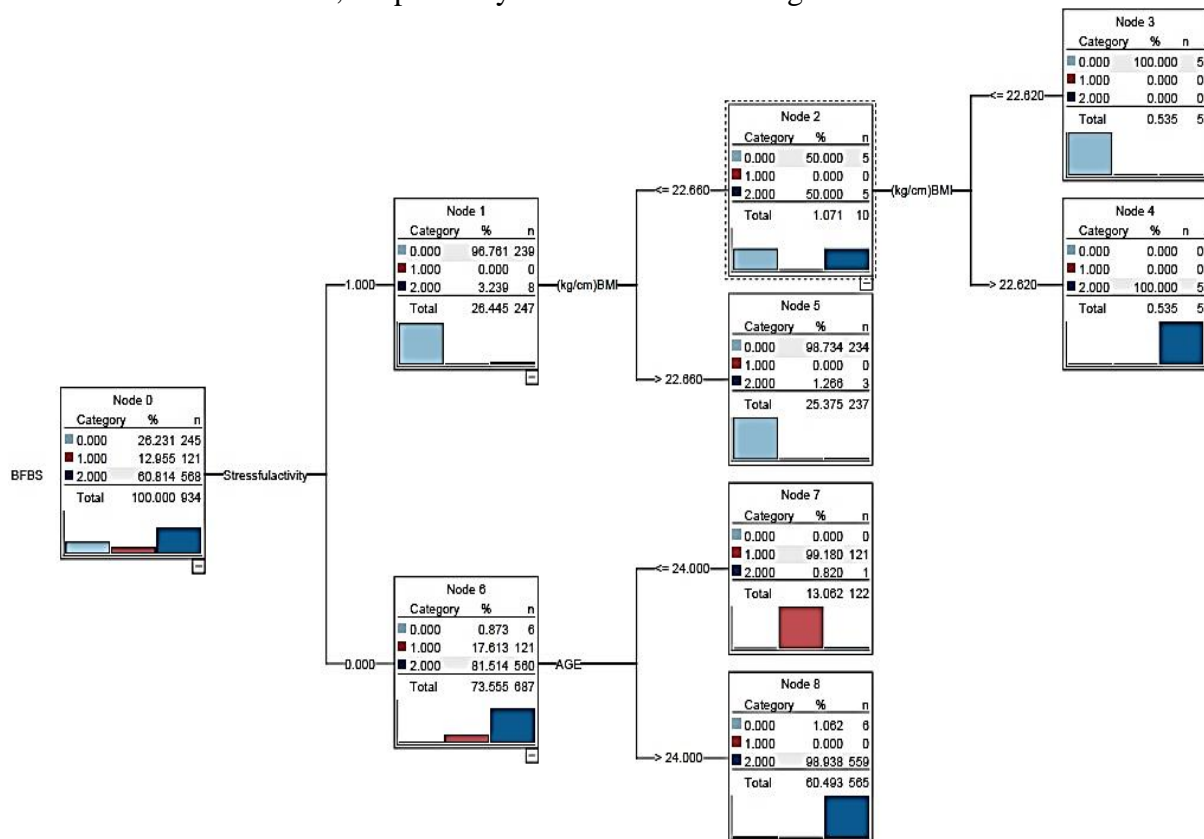 BFBS
Node 0
Category % n
0.000 26.231 245
1.000 12.955 121
2.000 60.814 568
Total 100.000 934
Stressfulactivity
1.000
Node 1
Category % n
0.000 96.761 239
1.000 0.000 0
2.000 3.239 8
Total 26.445 247
(kg/cm)BMI
<= 22.660
Node 2
Category % n
0.000 50.000 5
1.000 0.000 0
2.000 50.000 5
Total 1.071 10
(kg/cm)BMI
<= 22.620
Node 3
Category % n
0.000 100.000 5
1.000 0.000 0
2.000 0.000 0
Total 0.535 5
> 22.620
Node 4
Category % n
0.000 0.000 0
1.000 0.000 0
2.000 100.000 5
Total 0.535 5
> 22.660
Node 5
Category % n
0.000 98.734 234
1.000 0.000 0
2.000 1.266 3
Total 25.375 237
0.000
Node 6
Category % n
0.000 0.873 6
1.000 17.613 121
2.000 81.514 560
Total 73.555 687
AGE
<= 24.000
Node 7
Category % n
0.000 0.000 0
1.000 99.180 121
2.000 0.820 1
Total 13.062 122
> 24.000
Node 8
Category % n
0.000 1.062 6
1.000 0.000 0
2.000 98.938 559
Total 60.493 565